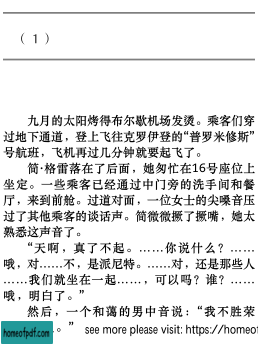 （1）
九月的太阳烤得布尔歇机场发烫。乘客们穿
过地下通道，登上飞往克罗伊登的“普罗米修斯”
号航班，飞机再过几分钟就要起飞了。
简·格雷落在了后面，她匆忙在16号座位上
坐定。一些乘客已经通过中门旁的洗手间和餐
厅，来到前舱。过道对面，一位女士的尖嗓音压
过了其他乘客的谈话声。简微微撅了撅嘴，她太
熟悉这声音了。
“天啊，真了不起。……你说什么？……
哦，对……不，是派尼特。……对，还是那些人
……我们就坐在一起……，可以吗？谁？……
哦，明白了。”
然后，一个和蔼的男中音说：“我不胜荣
。” see more please visit: https://homeof
homeofpdf.com